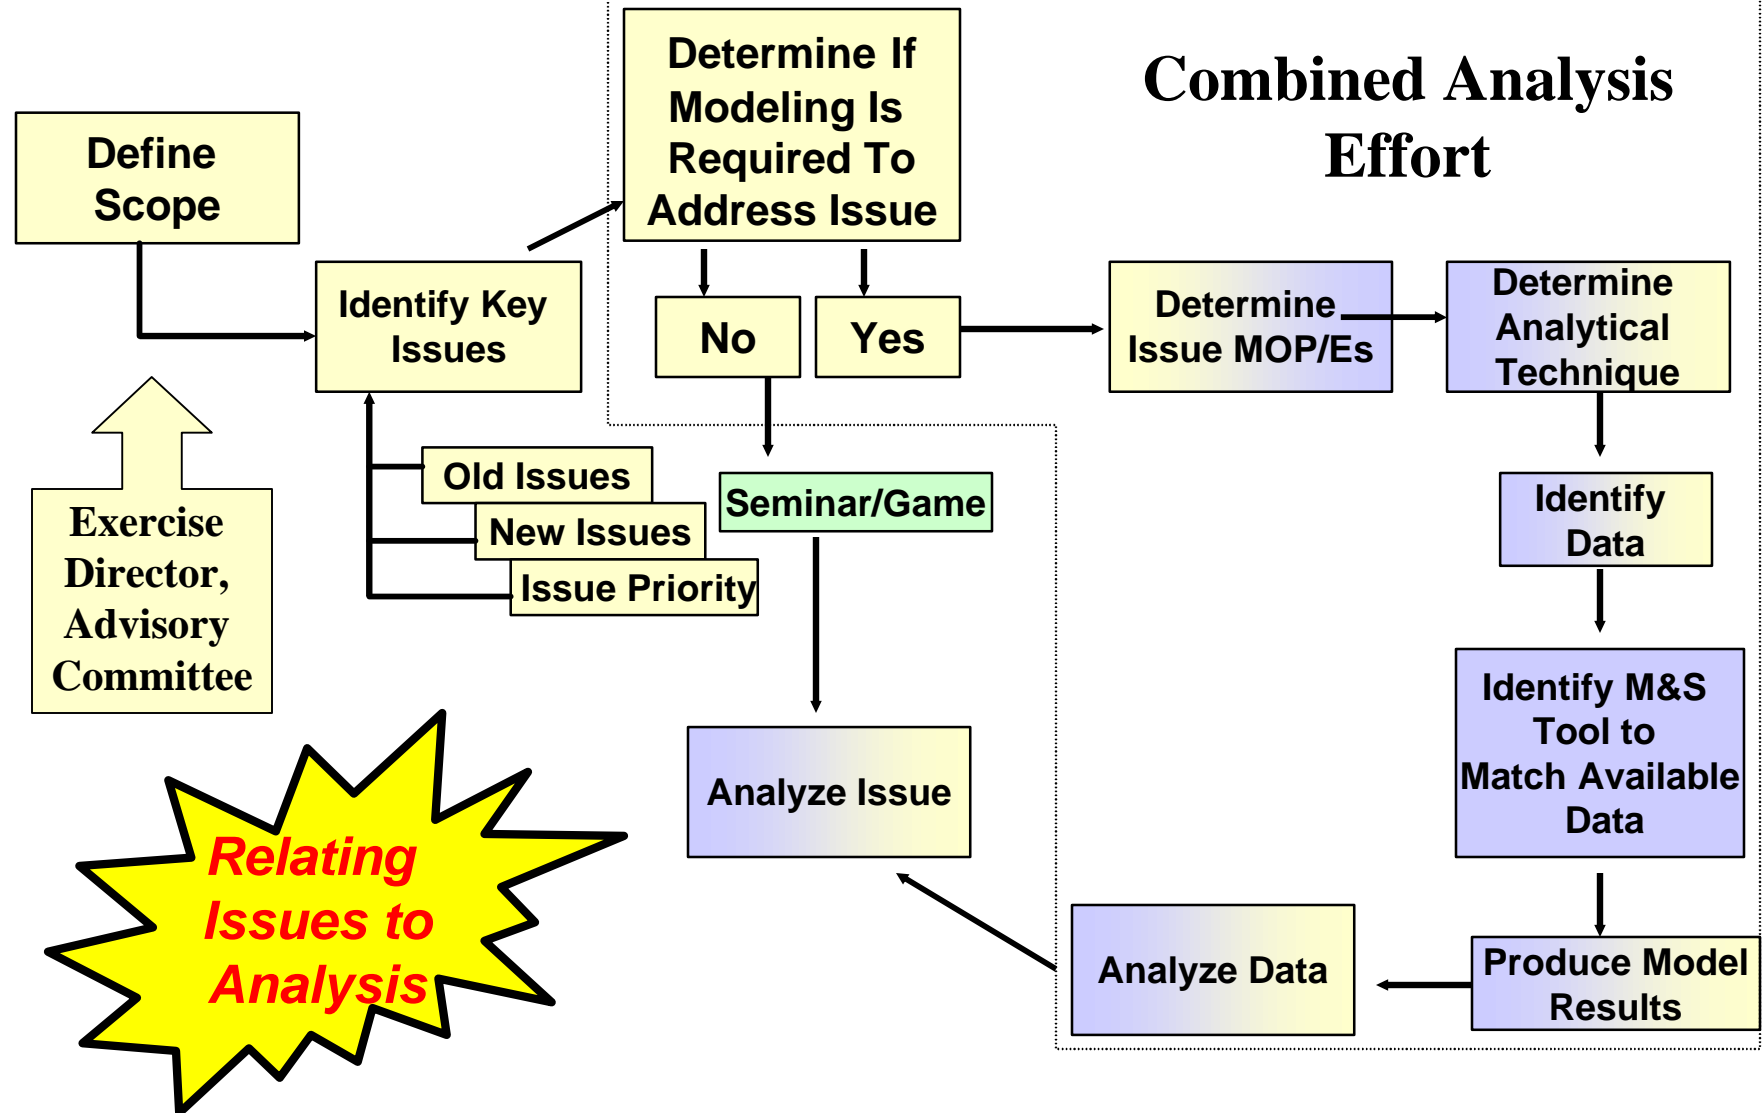 Combined Analysis
Effort
Define
Scope
Determine If
Modeling Is
Required To
Address Issue
Identify Key
Issues
No
Yes
Determine
Issue MOP/Es
Determine
Analytical
Technique
Old Issues
New Issues
Issue Priority
Seminar/Game
Identify
Data
Exercise
Director,
Advisory
Committee
Identify M&S
Tool to
Match Available
Data
Analyze Issue
Relating
Issues to
Analysis
Analyze Data
Produce Model
Results